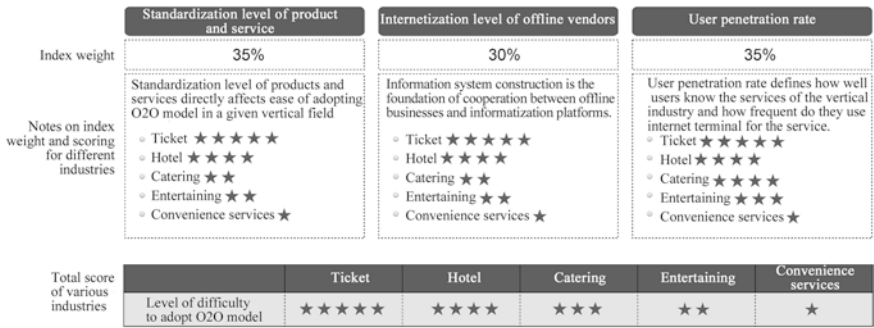 Standardization level of product
and service
Internetization level of offline vendors
User penetration rate
Index weight
35%
30%
35%
Notes on index
weight and scoring
for different
industries
Standardization level of products and
services directly affects ease of adopting
O2O model in a given vertical field
Ticket ★★★★★
Hotel ★★★★
Catering ★★
Entertaining ★★
Convenience services ★
Information system construction is the
foundation of cooperation between offline
businesses and informatization platforms.
Ticket ★★★★★
Hotel ★★★★
Catering ★★
Entertaining ★★
Convenience services ★
User penetration rate defines how well
users know the services of the vertical
industry and how frequent do they use
internet terminal for the service.
Ticket ★★★★★
Hotel ★★★★
Catering ★★★★
Entertaining ★★★
Convenience services ★
Total score
of various
industries
Ticket
Hotel
Catering
Entertaining
Convenience
services
Level of difficulty
to adopt O2O model
★★★★★
★★★★
★★★
★★
★